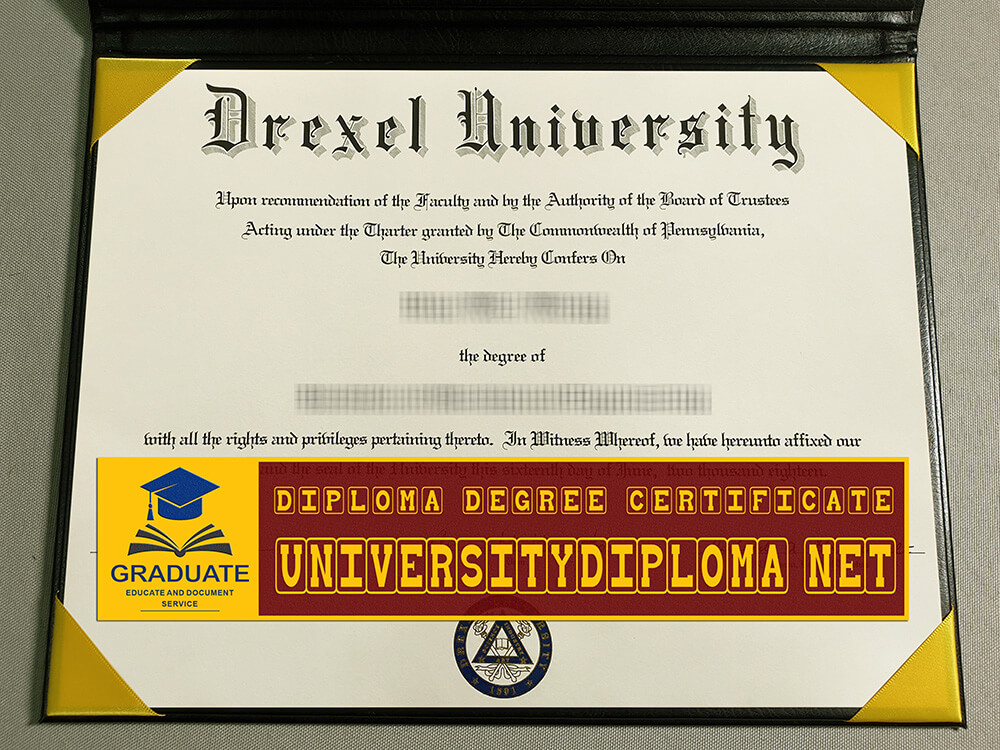 Drexel University
Upon recommendation of the Faculty and by the Authority of the Board of Trustees
Acting under the Charter granted by The Commonwealth of Pennsylvania,
The University Hereby Confers On
the degree of
with all the rights and privileges pertaining thereto. In Witness Whereof, we have hereunto affixed our
and the seal of the University this sixteenth day of June, two thousand eighteen.
DIPLOMA DEGREE CERTIFICATE
UNIVERSITYDIPLOMA NET
GRADUATE
EDUCATE AND DOCUMENT
SERVICE
1891